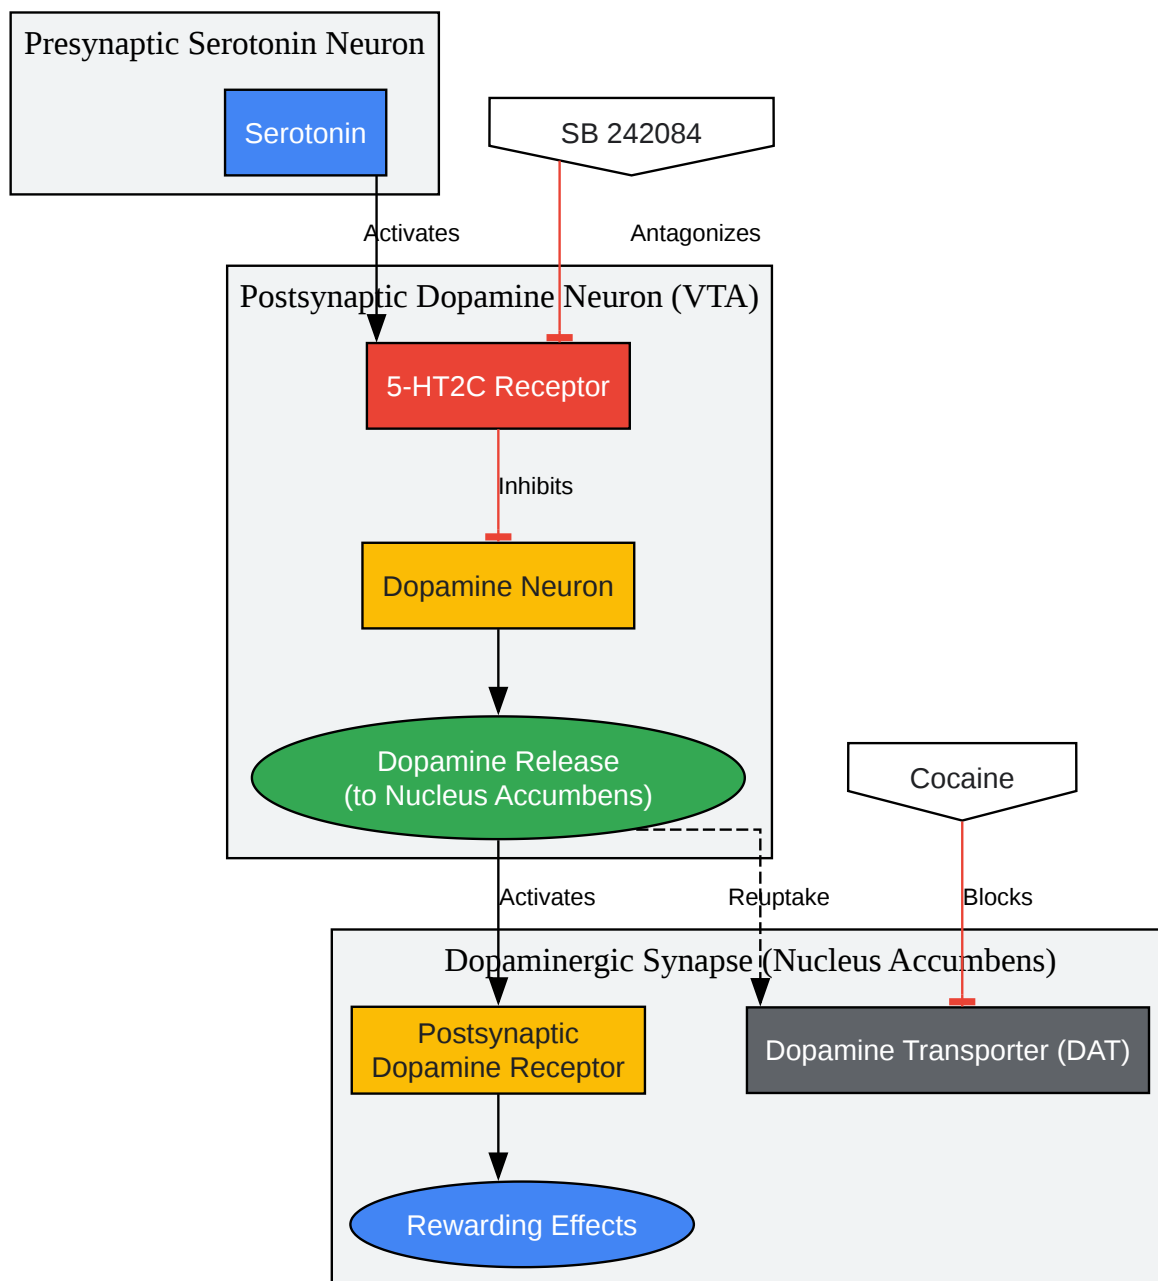 Presynaptic Serotonin Neuron
Serotonin
SB 242084
Activates
Antagonizes
Postsynaptic Dopamine Neuron (VTA)
5-HT2C Receptor
Inhibits
Dopamine Neuron
Dopamine Release
(to Nucleus Accumbens)
Cocaine
Activates
Reuptake
Blocks
Dopaminergic Synapse (Nucleus Accumbens)
Postsynaptic
Dopamine Receptor
Dopamine Transporter (DAT)
Rewarding Effects